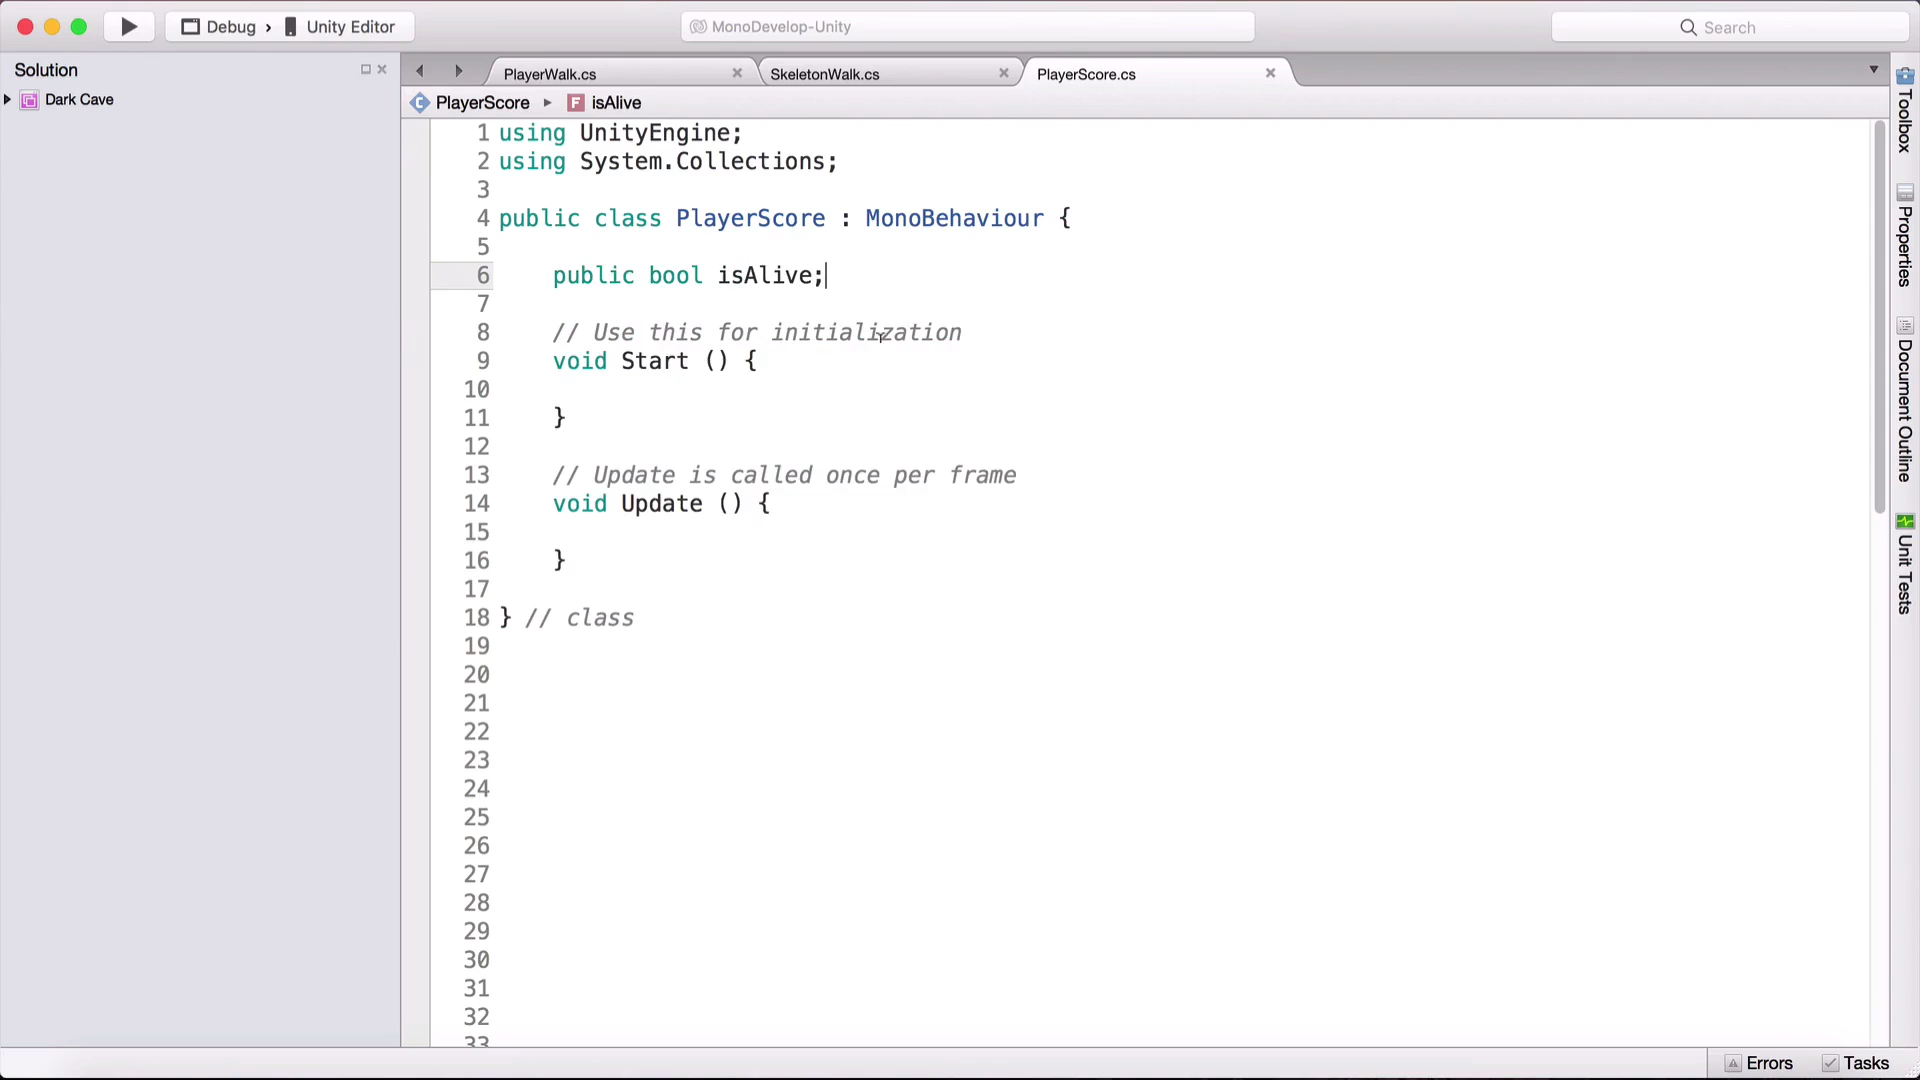 Debug › Unity Editor
MonoDevelop-Unity
Search
Solution
Dark Cave
PlayerWalk.cs
SkeletonWalk.cs
PlayerScore.cs
PlayerScore
F isAlive
1 using UnityEngine;
2 using System.Collections;
3
4 public class PlayerScore : MonoBehaviour {
5
6 public bool isAlive;
7
8 // Use this for initialization
9 void Start () {
10
11 }
12
13 // Update is called once per frame
14 void Update () {
15
16 }
17
18 } // class
19
20
21
22
23
24
25
26
27
28
29
30
31
32
33
Toolbox
Properties
Document Outline
Unit Tests
Errors
Tasks